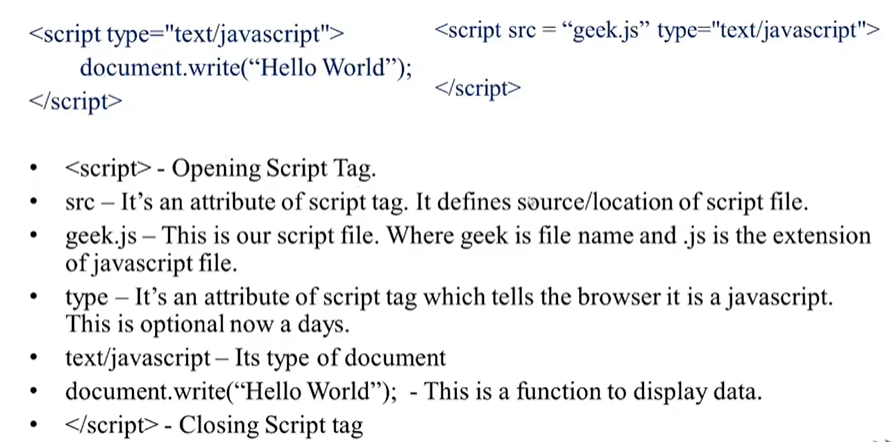 <script type="text/javascript">
document.write(“Hello World”);
</script>
<script src = “geek.js” type="text/javascript">
</script>
• <script> - Opening Script Tag.
• src – It’s an attribute of script tag. It defines source/location of script file.
• geek.js – This is our script file. Where geek is file name and .js is the extension
of javascript file.
• type – It’s an attribute of script tag which tells the browser it is a javascript.
This is optional now a days.
• text/javascript – Its type of document
• document.write(“Hello World”);  - This is a function to display data.
• </script> - Closing Script tag